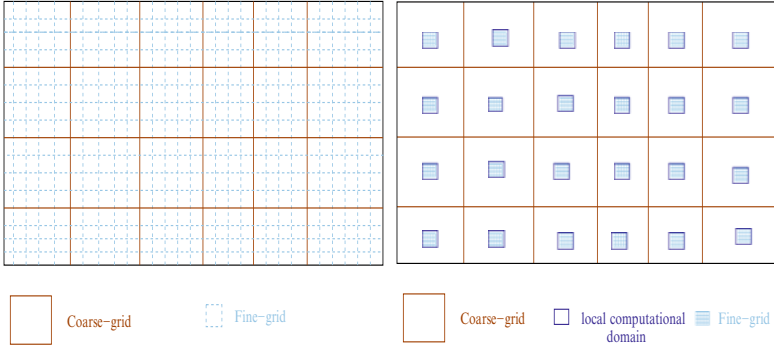 Coarse−grid
Fine−grid
Coarse−grid
local computational
domain
Fine−grid